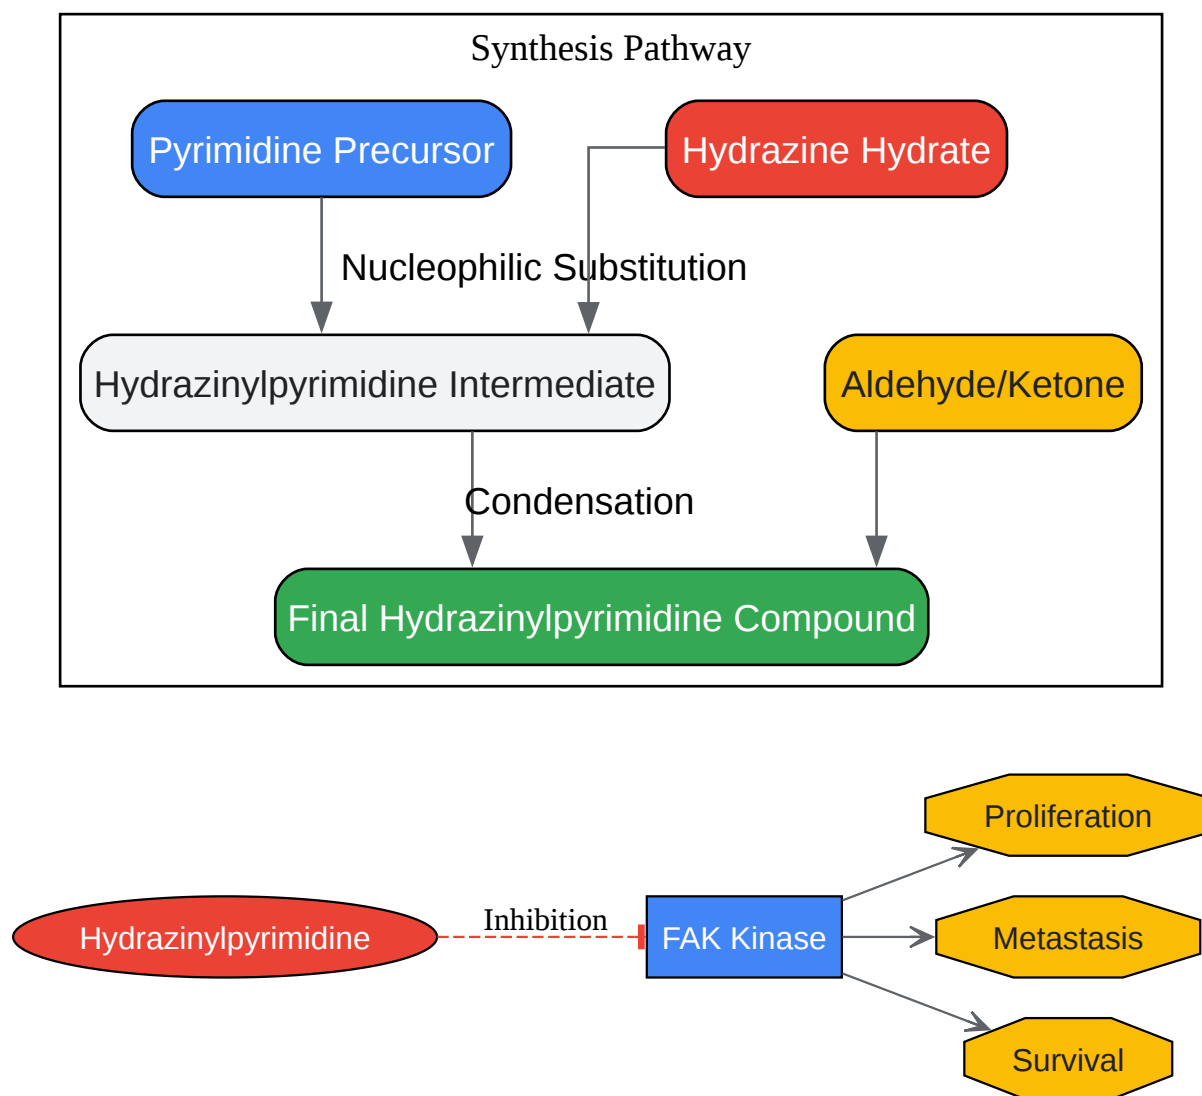 Synthesis Pathway
Pyrimidine Precursor
Hydrazine Hydrate
Nucleophilic Substitution
Hydrazinylpyrimidine Intermediate
Aldehyde/Ketone
Condensation
Final Hydrazinylpyrimidine Compound
Proliferation
Hydrazinylpyrimidine
Inhibition
FAK Kinase
Metastasis
Survival